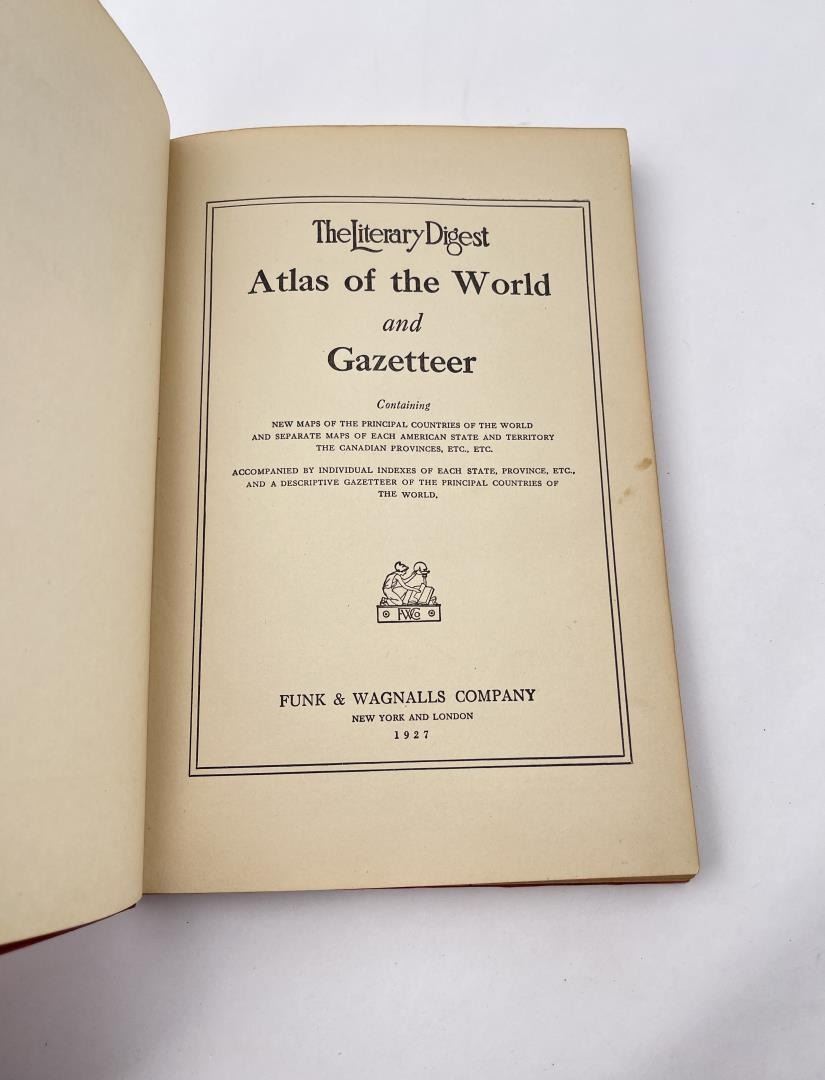 The Literary Digest
Atlas of the World
and
Gazetteer
Containing
NEW MAPS OF THE PRINCIPAL COUNTRIES OF THE WORLD
AND SEPARATE MAPS OF EACH AMERICAN STATE AND TERRITORY
THE CANADIAN PROVINCES, ETC., ETC.
ACCOMPANIED BY INDIVIDUAL INDEXES OF EACH STATE, PROVINCE, ETC.,
AND A DESCRIPTIVE GAZETTEER OF THE PRINCIPAL COUNTRIES OF
THE WORLD.
FWCo
FUNK & WAGNALLS COMPANY
NEW YORK AND LONDON
1927